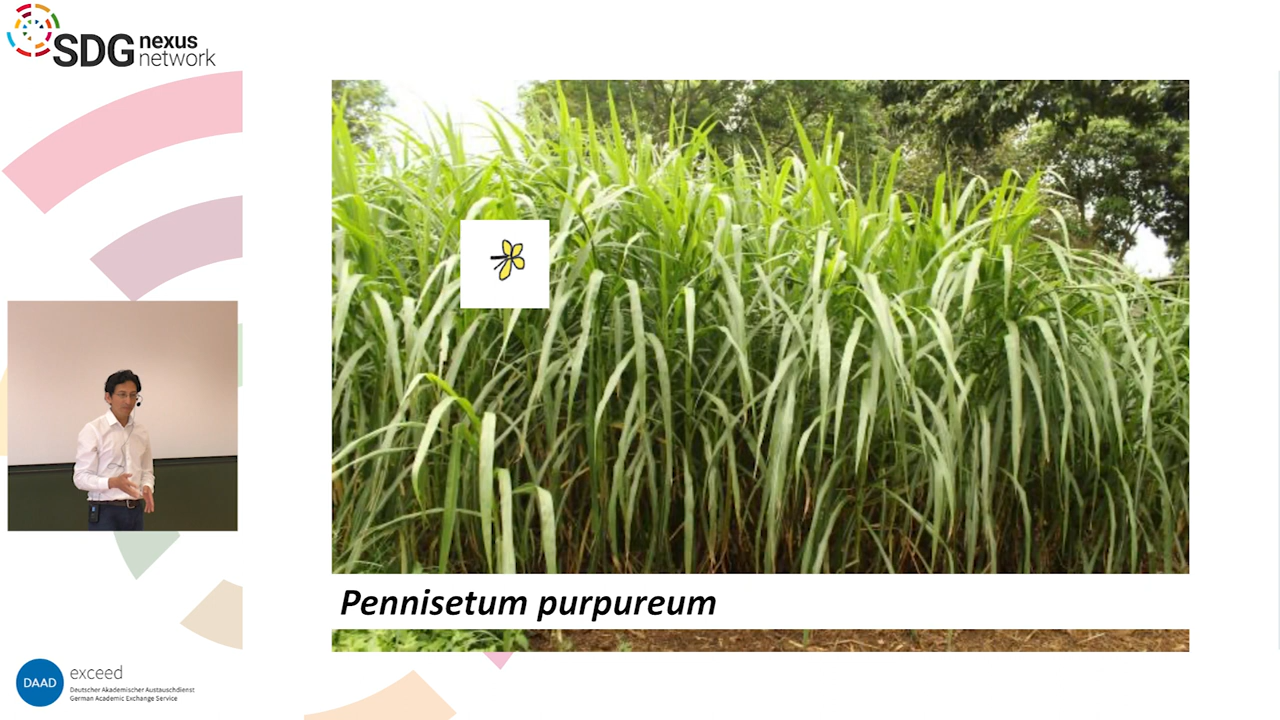 SDG nexus
network
Pennisetum purpureum
DAAD
exceed
Deutscher Akademischer Austauschdienst
German Academic Exchange Service